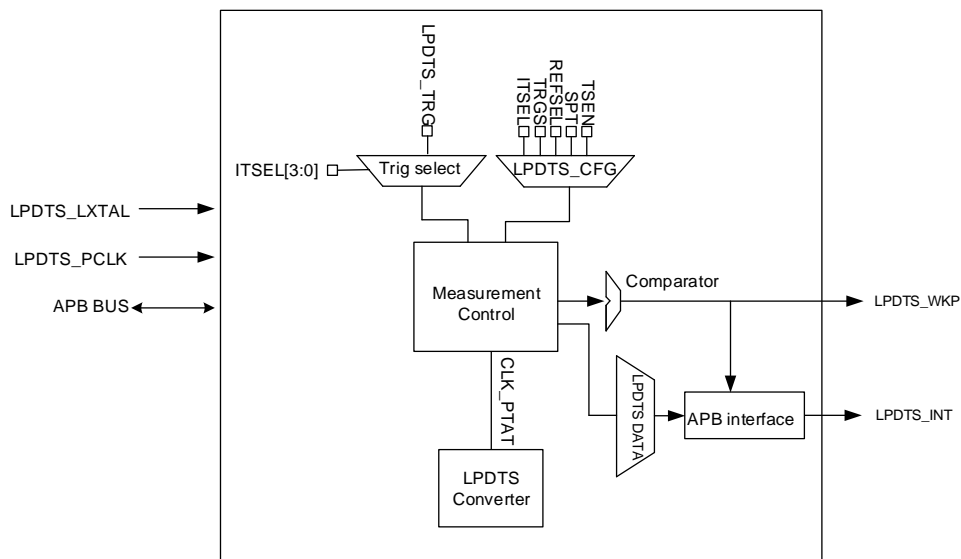 LPDTS_TRG
ITSEL
TRGS
REFSEL
SPT
TSEN
ITSEL[3:0]
Trig select
LPDTS_CFG
LPDTS_LXTAL
LPDTS_PCLK
APB BUS
Measurement
Control
Comparator
LPDTS_WKP
CLK_PTAT
LPDTS DATA
APB interface
LPDTS_INT
LPDTS
Converter